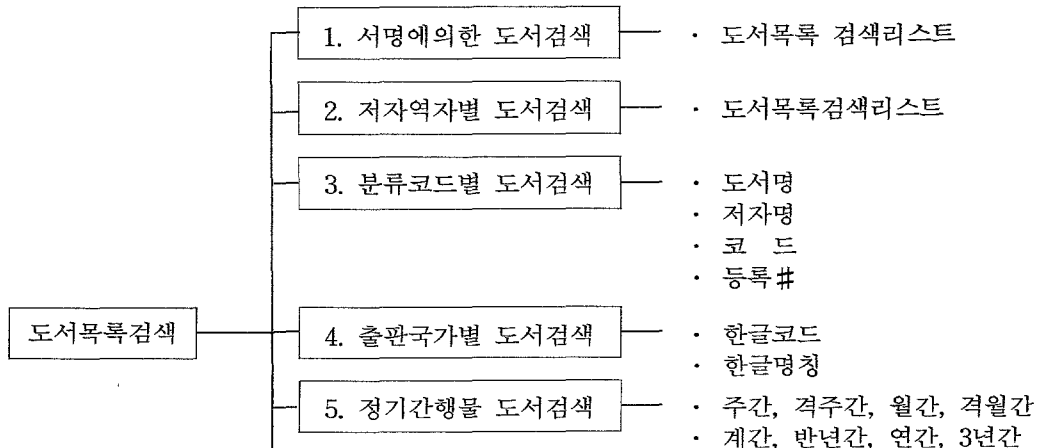 1. 서명에의한 도서검색 · 도서목록 검색리스트
2. 저자역자별 도서검색 · 도서목록검색리스트
3. 분류코드별 도서검색 · 도서명
· 저자명
· 코 드
· 등록#
도서목록검색
4. 출판국가별 도서검색 · 한글코드
· 한글명칭
5. 정기간행물 도서검색 · 주간, 격주간, 월간, 격월간
· 계간, 반년간, 연간, 3년간